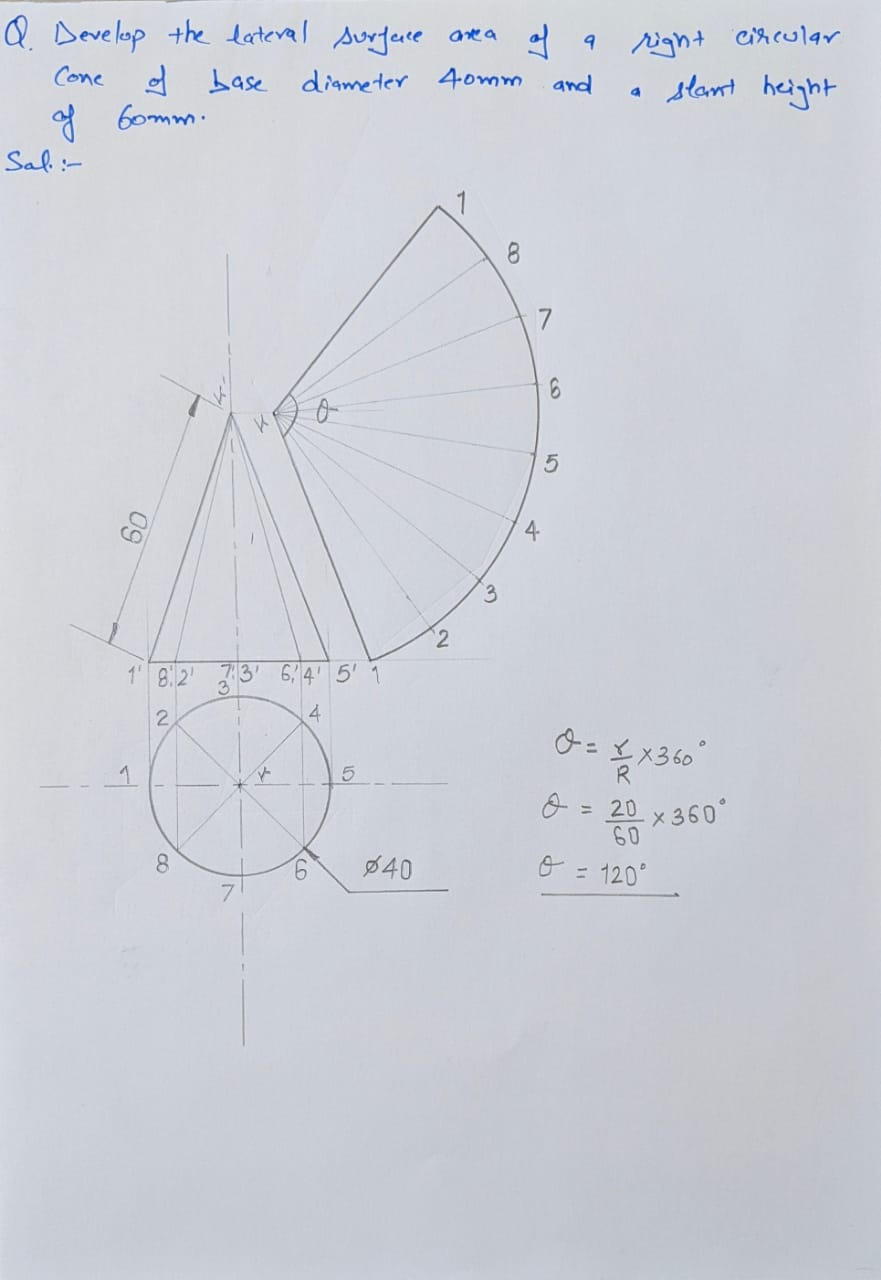 Q. Develop the lateral surface area of a right circular
Cone of base diameter 40mm and a slant height
of 60mm.
Sol. :-
1
8
7
6
5
4
3
2
1
K'
K
θ
60
1' 8',2' 7',3' 6',4' 5' 1
3
2
4
1
K
5
8
6
7
ø40
θ = r/R × 360°
θ = 20/60 × 360°
θ = 120°